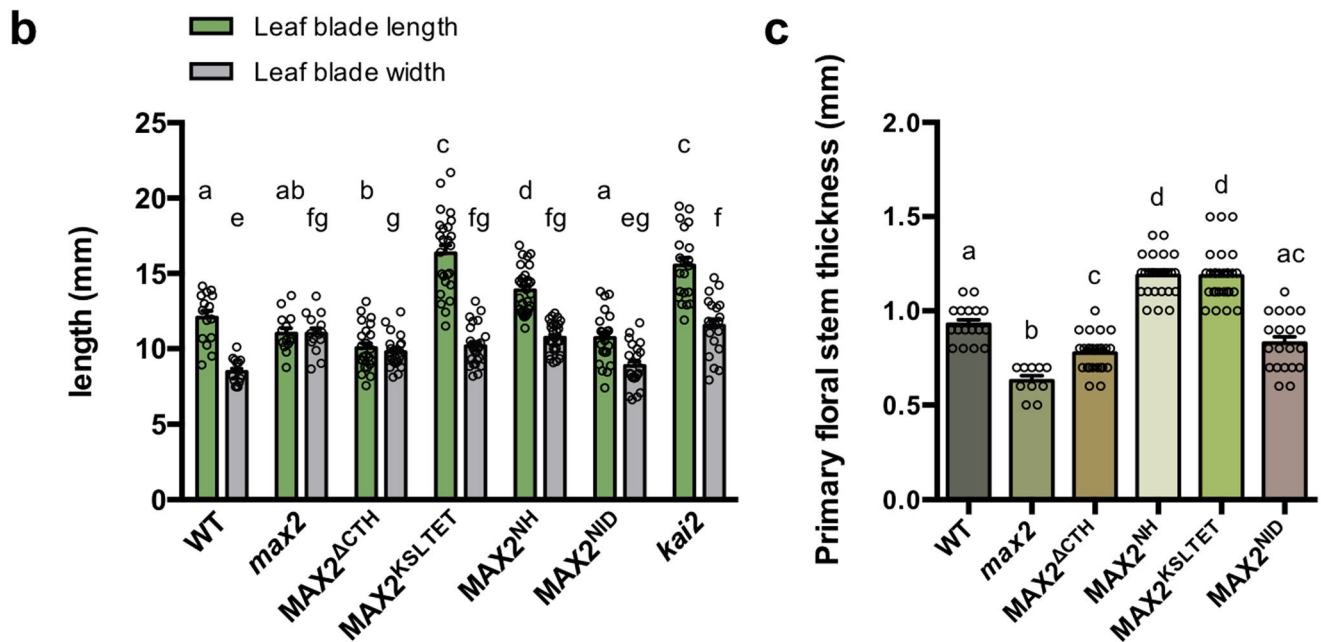 b
Leaf blade length
Leaf blade width
length (mm)
25
20
15
10
5
0
a
e
ab
fg
b
g
c
fg
d
fg
a
eg
c
f
WT
max2
MAX2ΔCTH
MAX2KSLTET
MAX2NH
MAX2NID
kai2
c
Primary floral stem thickness (mm)
2.0
1.5
1.0
0.5
0.0
a
b
c
d
d
ac
WT
max2
MAX2ΔCTH
MAX2NH
MAX2KSLTET
MAX2NID